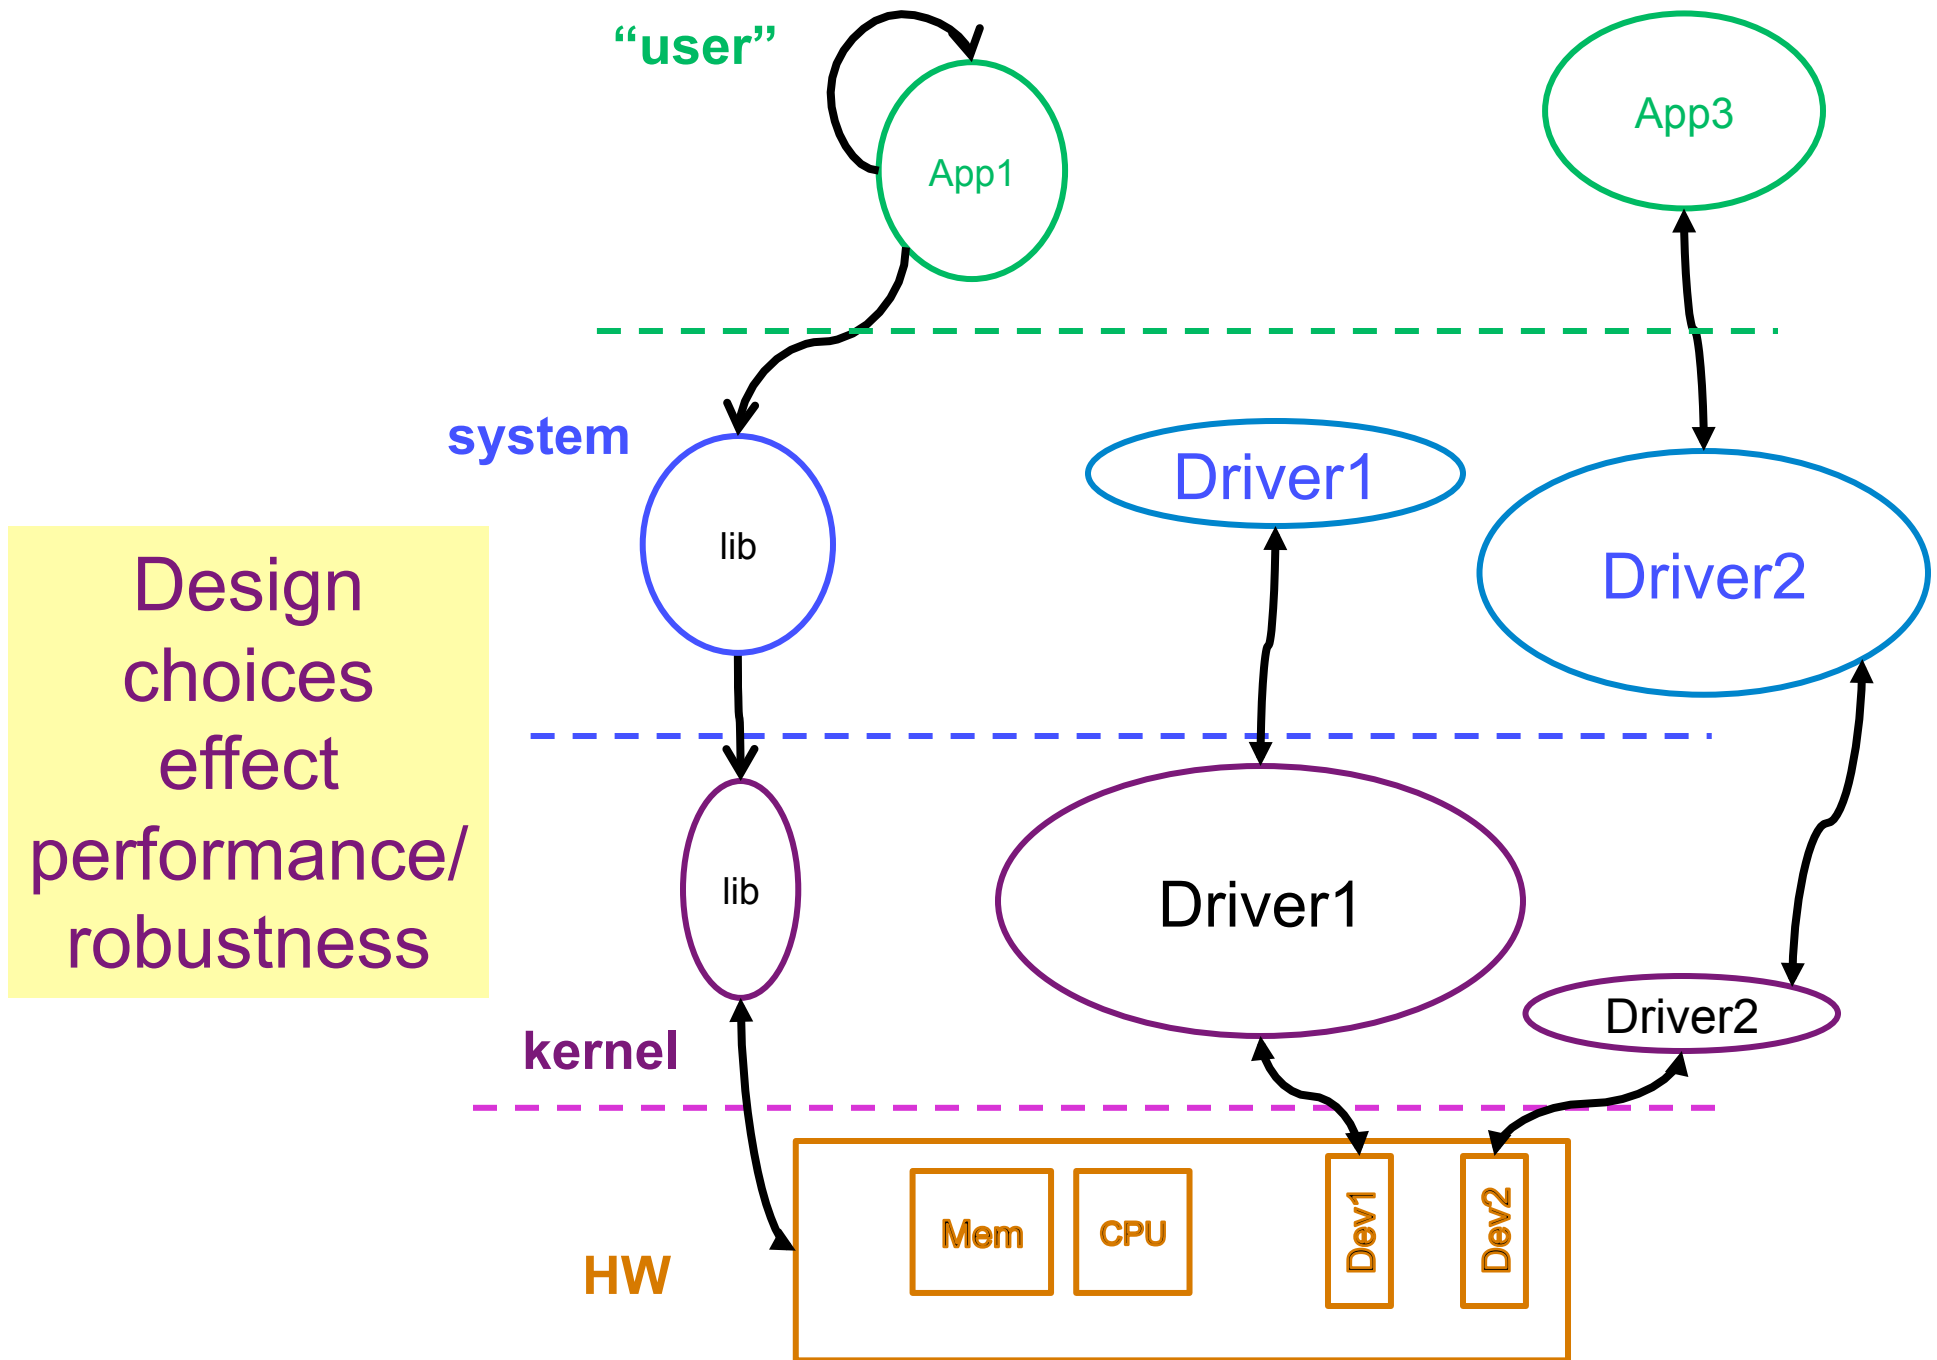 “user”
App1
App3
system
lib
Driver1
Driver2
Design
choices
effect
performance/
robustness
lib
Driver1
Driver2
kernel
HW
Mem
CPU
Dev1
Dev2